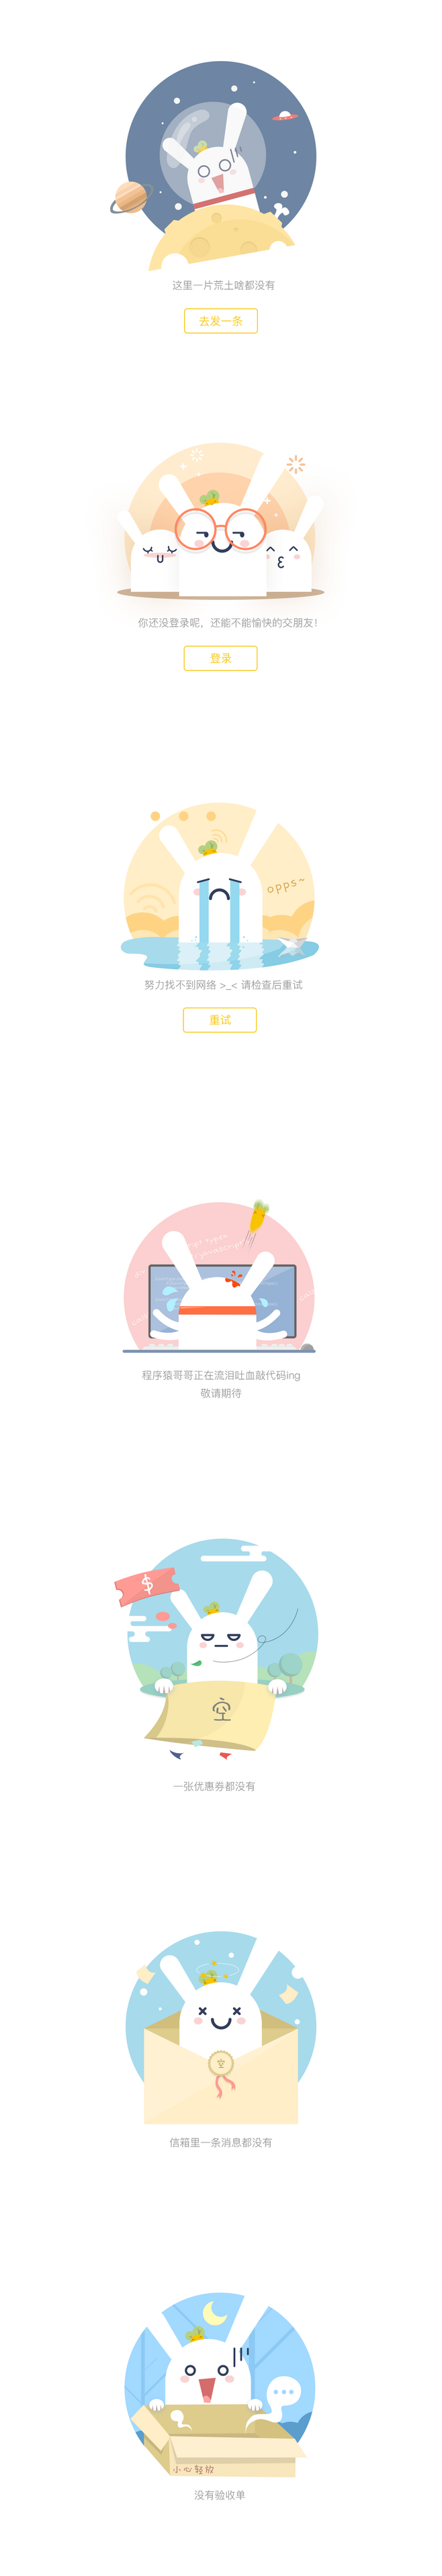 这里一片荒土啥都没有
去发一条
你还没登录呢，还能不能愉快的交朋友！
登录
opps~
努力找不到网络 >_< 请检查后重试
重试
程序猿哥哥正在流泪吐血敲代码ing
敬请期待
$
空
一张优惠券都没有
空
信箱里一条消息都没有
小心轻放
没有验收单